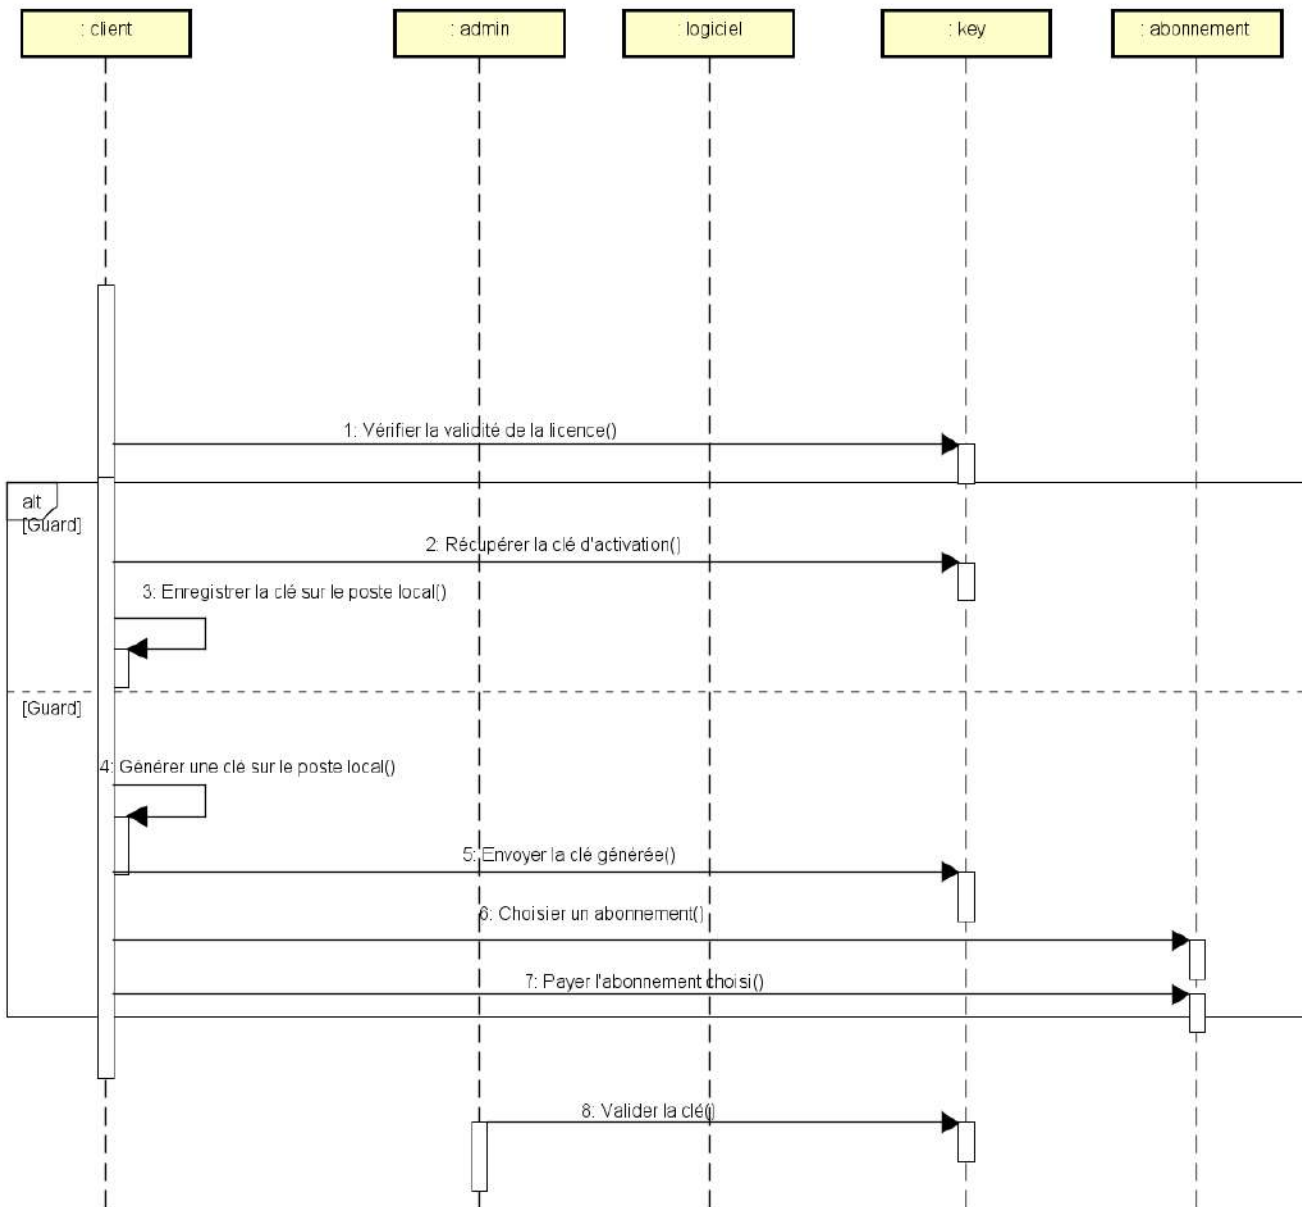 : client
: admin
: logiciel
: key
: abonnement
1: Vérifier la validité de la licence()
alt
[Guard]
2: Récupérer la clé d'activation()
3: Enregistrer la clé sur le poste local()
[Guard]
4: Générer une clé sur le poste local()
5: Envoyer la clé générée()
6: Choisier un abonnement()
7: Payer l'abonnement choisi()
8: Valider la clé()